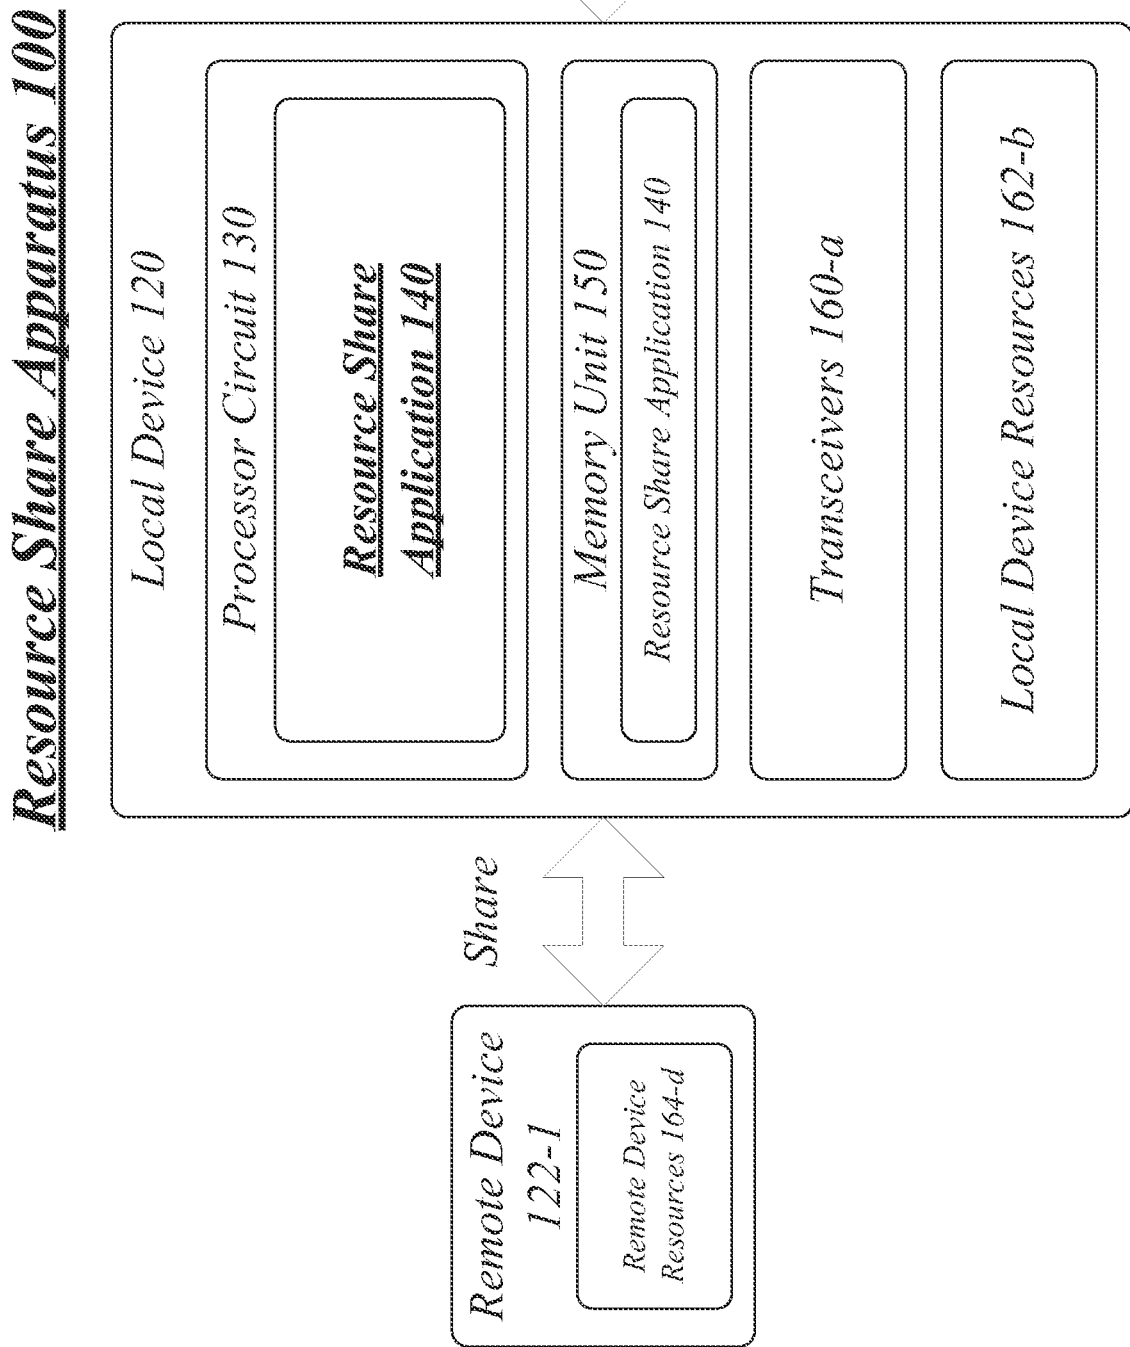 Resource Share Apparatus 100
Local Device 120
Processor Circuit 130
Resource Share
Application 140
Memory Unit 150
Resource Share Application 140
Transceivers 160-a
Local Device Resources 162-b
Share
Remote Device
122-1
Remote Device
Resources 164-d